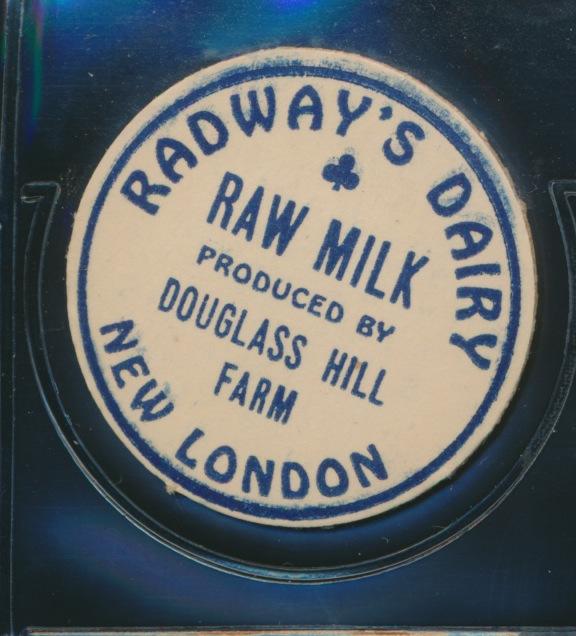 RADWAY'S DAIRY
RAW MILK
PRODUCED BY
DOUGLASS HILL
FARM
NEW LONDON